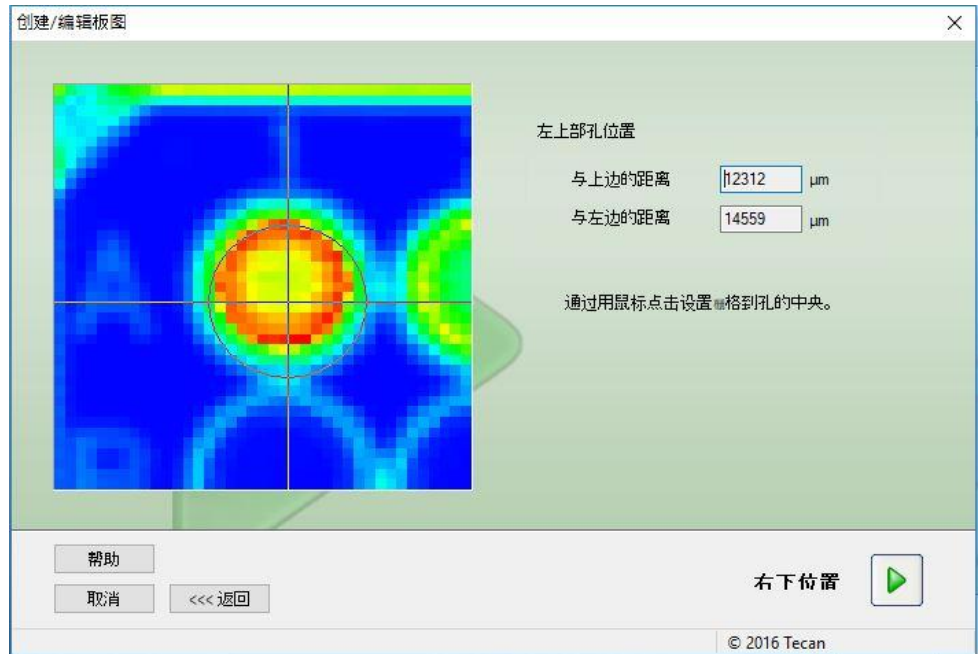 创建/编辑板图
左上部孔位置
与上边的距离 12312 µm
与左边的距离 14559 µm
通过用鼠标点击设置 格到孔的中央。
帮助
取消 <<< 返回
右下位置
© 2016 Tecan